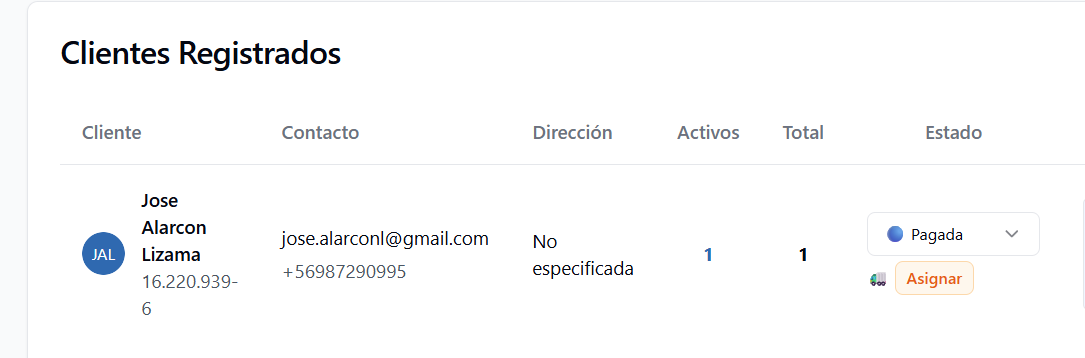 Clientes Registrados
Cliente Contacto Dirección Activos Total Estado
JAL
Jose
Alarcon
Lizama
16.220.939-
6
jose.alarconl@gmail.com
+56987290995
No
especificada
1
1
Pagada
Asignar